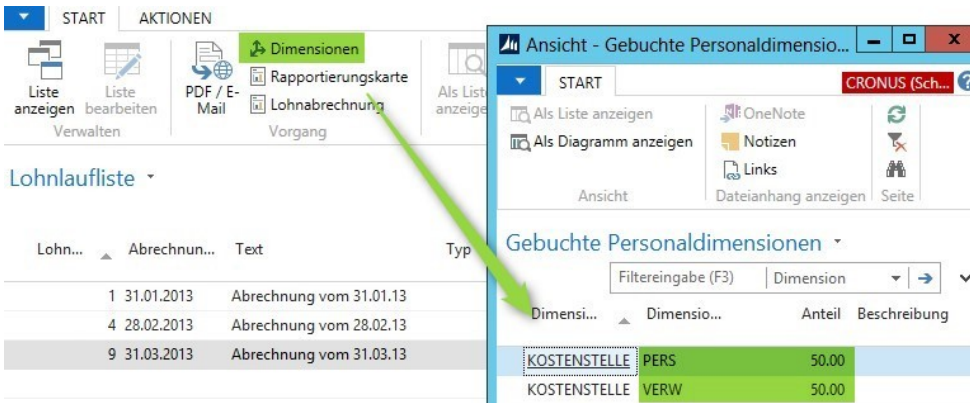 START AKTIONEN
Liste anzeigen
Liste bearbeiten
Verwalten
PDF / E-Mail
Dimensionen
Rapportierungskarte
Lohnabrechnung
Vorgang
Als List
anzeige
Lohnlaufliste
Lohn... Abrechnun... Text Typ
1 31.01.2013 Abrechnung vom 31.01.13
4 28.02.2013 Abrechnung vom 28.02.13
9 31.03.2013 Abrechnung vom 31.03.13
Ansicht - Gebuchte Personaldimensio...
START CRONUS (Sch...
Als Liste anzeigen
Als Diagramm anzeigen
Ansicht
OneNote
Notizen
Links
Dateianhang anzeigen
Seite
Gebuchte Personaldimensionen
Filtereingabe (F3) Dimension
Dimensi... Dimensio... Anteil Beschreibung
KOSTENSTELLE PERS 50.00
KOSTENSTELLE VERW 50.00